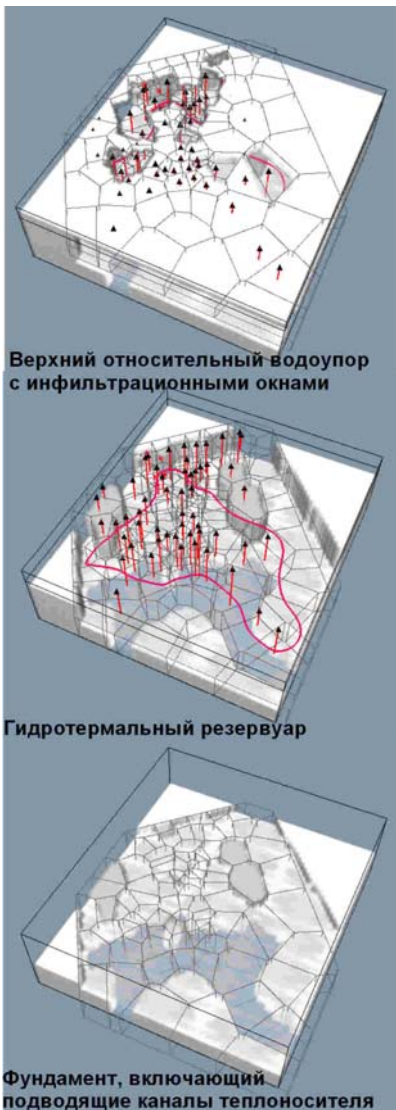 Верхний относительный водоупор
с инфильтрационными окнами
Гидротермальный резервуар
Фундамент, включающий
подводящие каналы теплоносителя